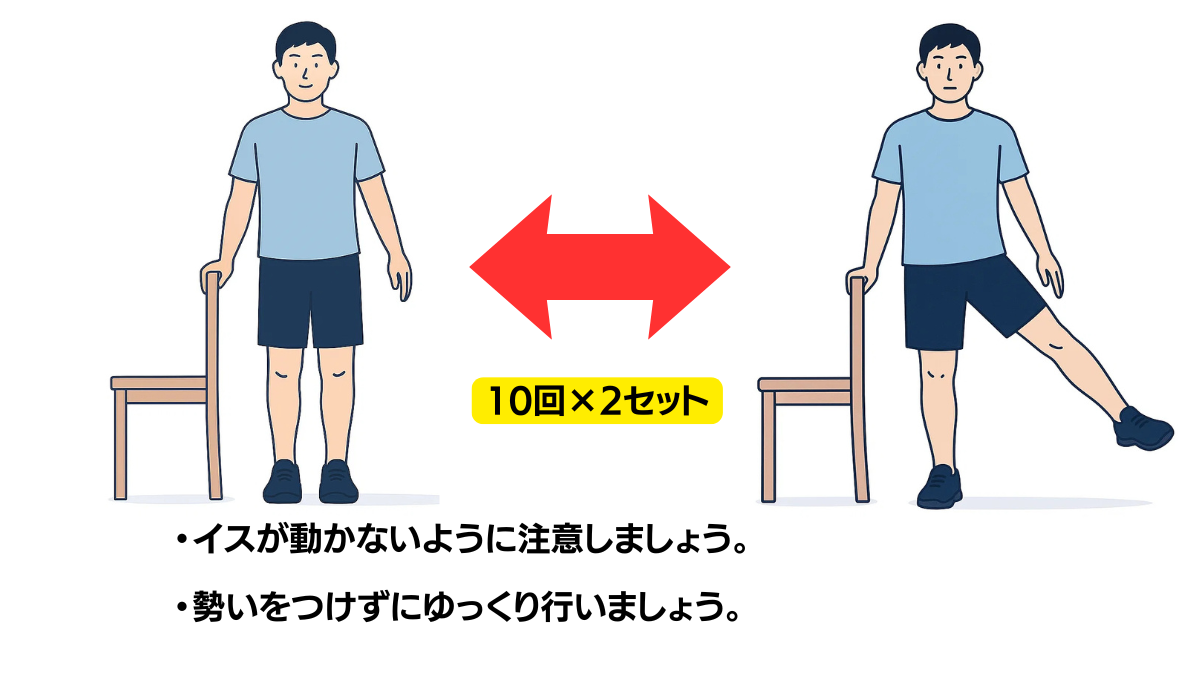 10回×2セット
・イスが動かないように注意しましょう。
・勢いをつけずにゆっくり行いましょう。